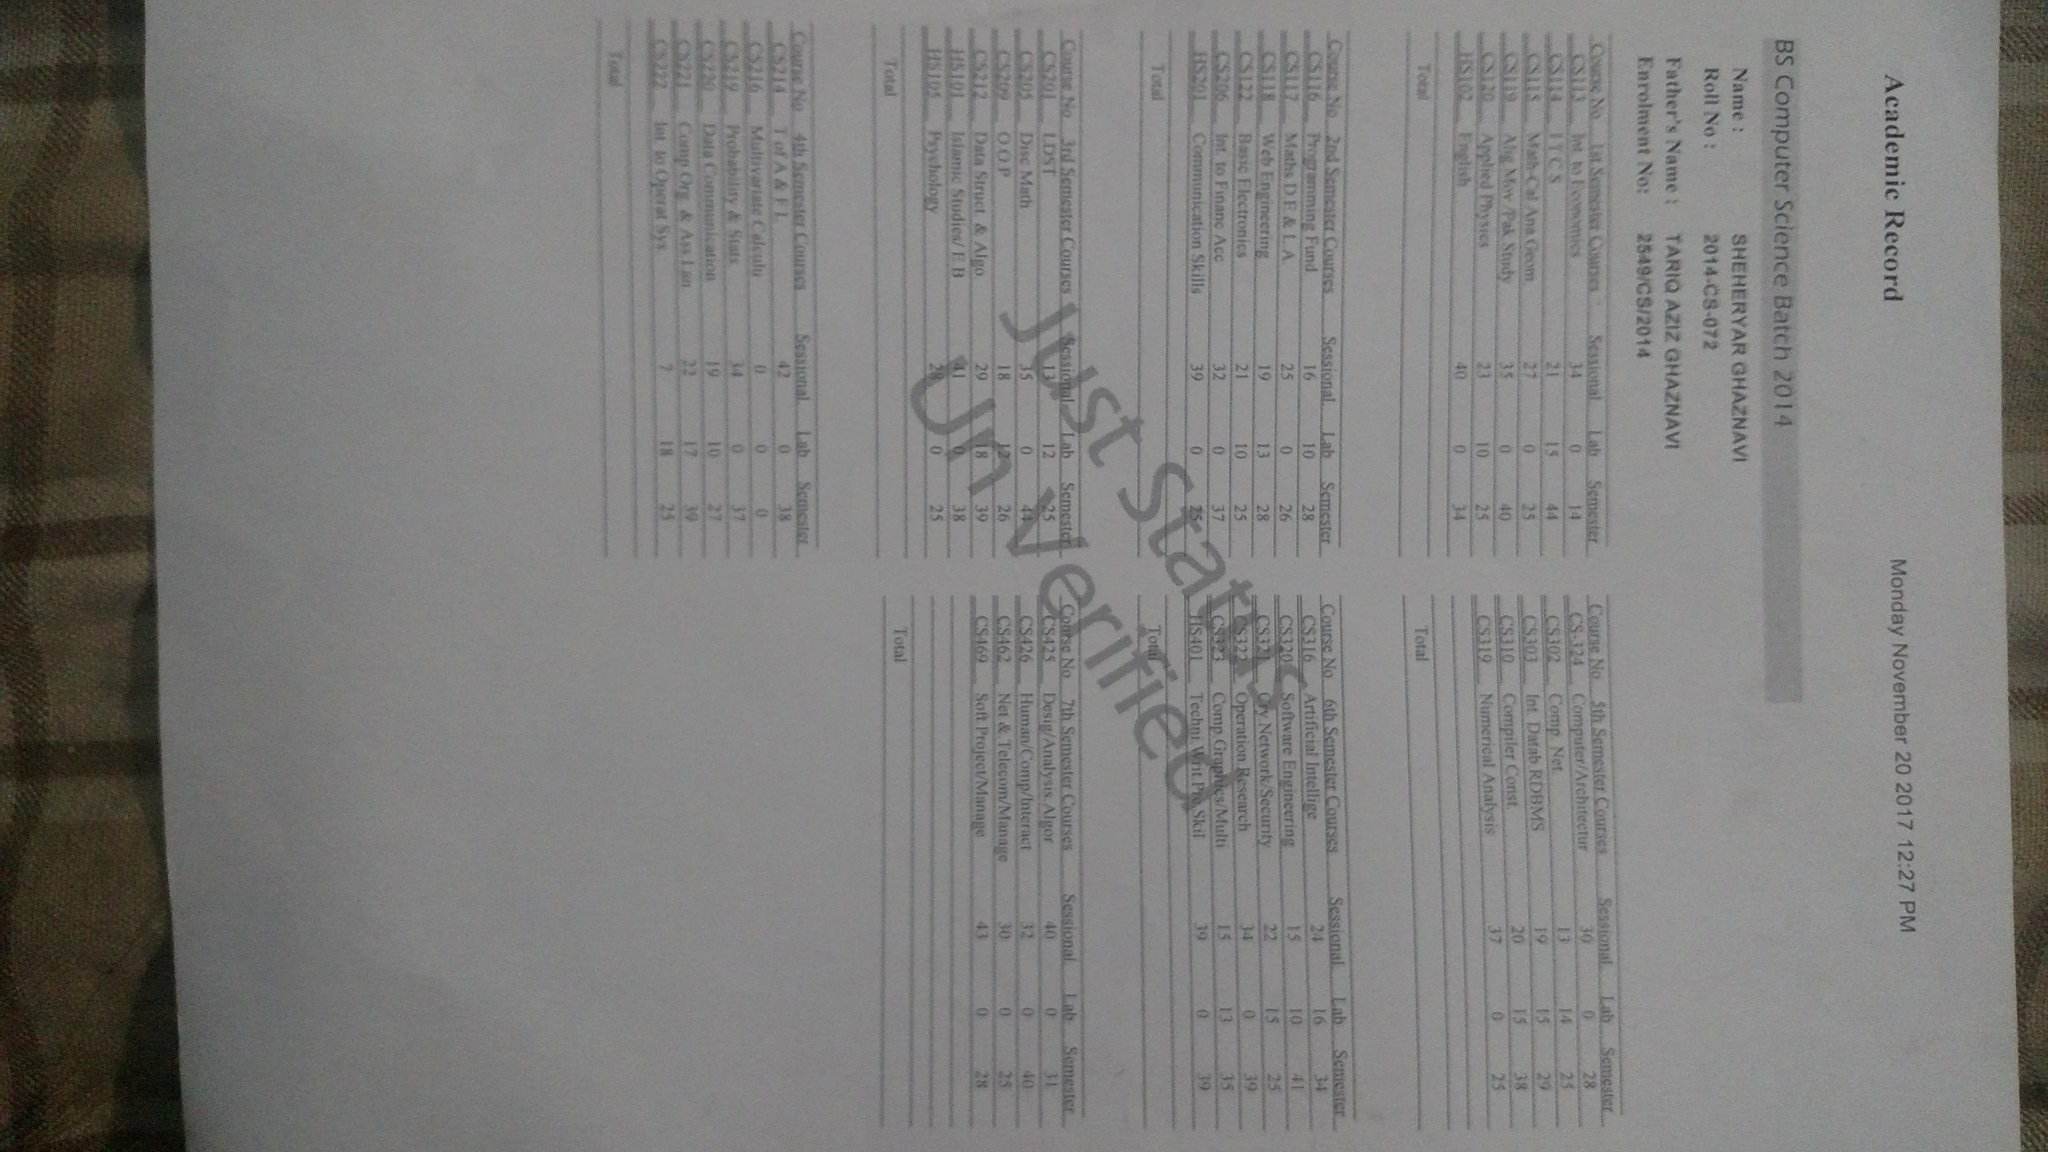 Academic Record
Monday November 20 2017 12:27 PM
BS Computer Science Batch 2014
Name : SHEHERYAR GHAZNAVI
Roll No : 2014-CS-072
Father's Name : TARIQ AZIZ GHAZNAVI
Enrolment No: 2549/CS/2014
Course No 1st Semester Courses Sessional Lab Semester
CS113 Int to Economics 34 0 14
CS114 I T C S 21 15 44
CS115 Math-Cal Ana Geom 27 0 25
CS119 Alig Mov/Pak Study 35 0 40
CS120 Applied Physics 23 10 25
HS102 English 40 0 34
Total
Course No 2nd Semester Courses Sessional Lab Semester
CS116 Programming Fund 16 10 28
CS117 Maths D E & L A 25 0 26
CS118 Web Engineering 19 13 28
CS122 Basic Electronics 21 10 25
CS206 Int. to Financ Acc 32 0 37
HS201 Communication Skills 39 0 25
Total
Course No 3rd Semester Courses Sessional Lab Semester
CS201 LDST 13 12 25
CS205 Disc Math 35 0 44
CS209 O O P 18 12 26
CS212 Data Struct & Algo 29 18 39
HS101 Islamic Studies/ E B 41 0 38
HS105 Psychology 28 0 25
Total
Course No 4th Semester Courses Sessional Lab Semester
CS214 T of A & F L 42 0 38
CS216 Multivariate Calculu 0 0 0
CS219 Probability & Stats 34 0 37
CS220 Data Communication 19 10 27
CS221 Comp Org & Ass Lan 22 17 39
CS222 Int to Operat Sys 7 18 25
Total
Course No 5th Semester Courses Sessional Lab Semester
CS-324 Computer/Architectur 30 0 28
CS302 Comp Net 13 14 25
CS303 Int. Datab RDBMS 19 15 29
CS310 Compiler Const. 20 15 38
CS319 Numerical Analysis 37 0 25
Total
Course No 6th Semester Courses Sessional Lab Semester
CS316 Artificial Intellige 24 16 34
CS320 Software Engineering 15 10 41
CS321 Cry Network/Security 22 15 25
CS322 Operation Research 34 0 39
CS423 Comp Graphics/Multi 15 13 35
HS401 Techni Writ Pre Skil 39 0 39
Total
Course No 7th Semester Courses Sessional Lab Semester
CS425 Desig/Analysis Algor 40 0 31
CS426 Human/Comp/Interact 32 0 40
CS462 Net & Telecom/Manage 30 0 25
CS469 Soft Project/Manage 43 0 28
Total
Just Status
Un Verified